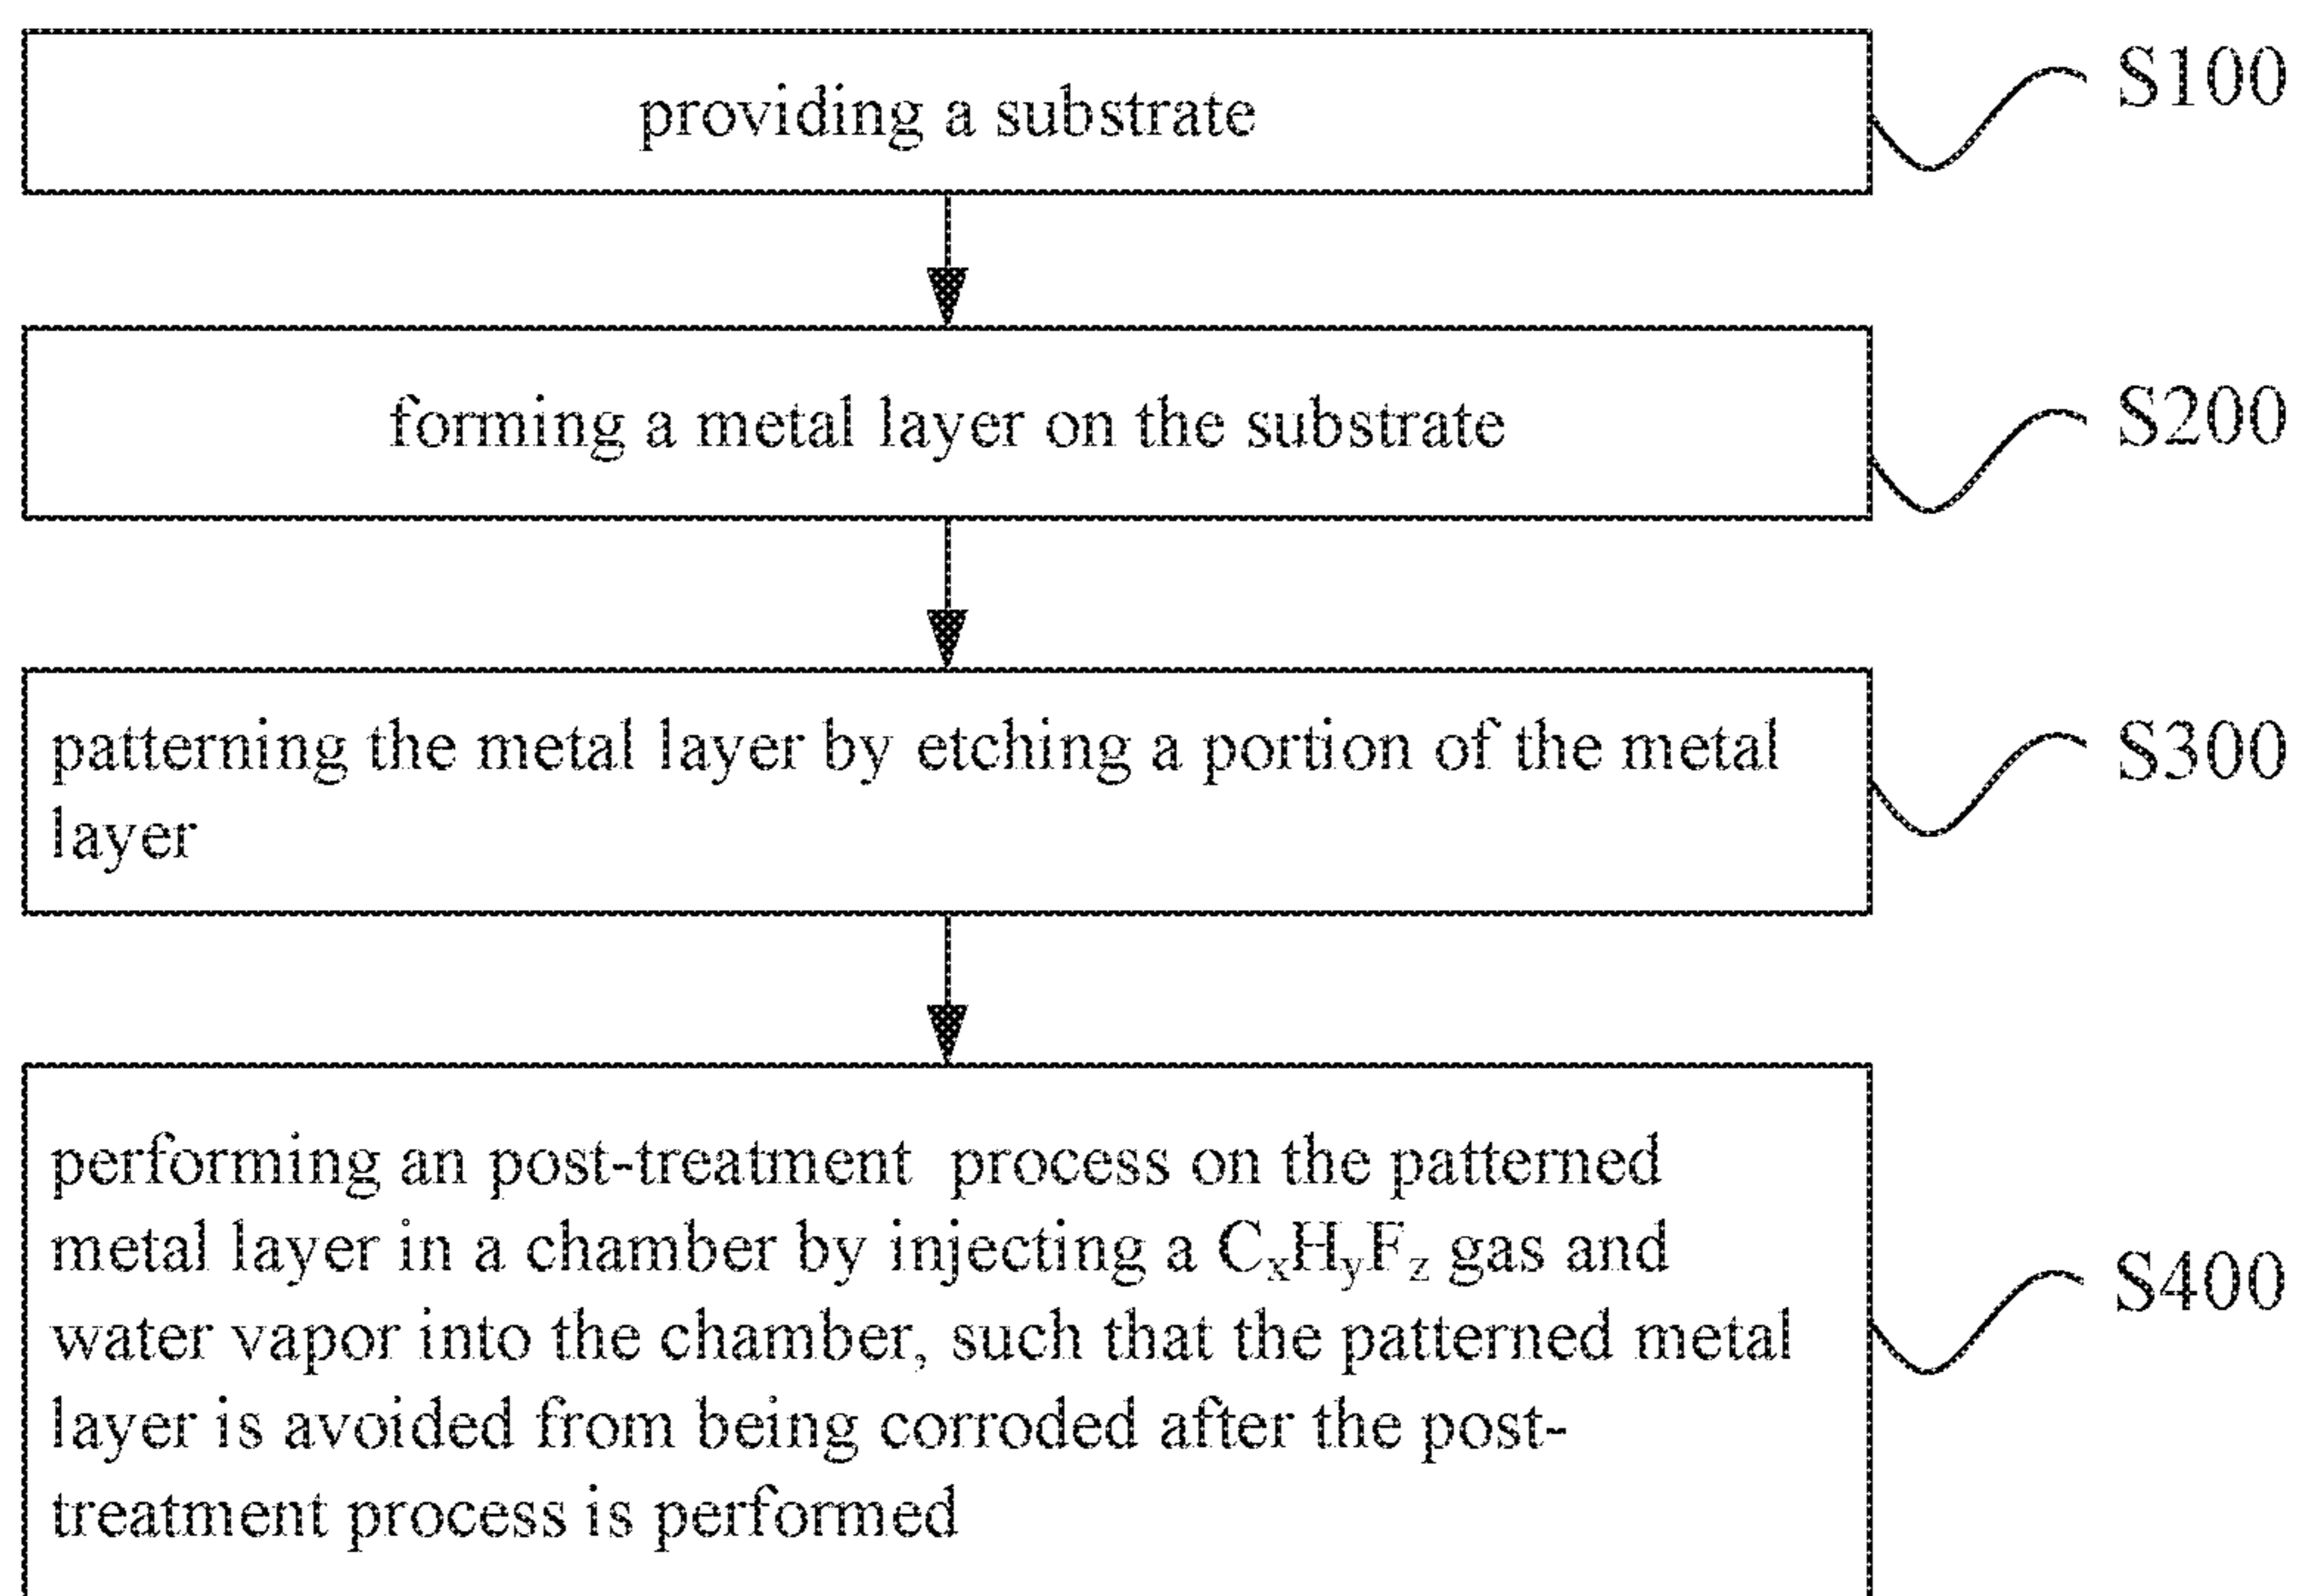 providing a substrate
S100
forming a metal layer on the substrate
S200
patterning the metal layer by etching a portion of the metal
layer
S300
performing an post-treatment process on the patterned
metal layer in a chamber by injecting a CₓHᵧF𝓏 gas and
water vapor into the chamber, such that the patterned metal
layer is avoided from being corroded after the post-
treatment process is performed
S400